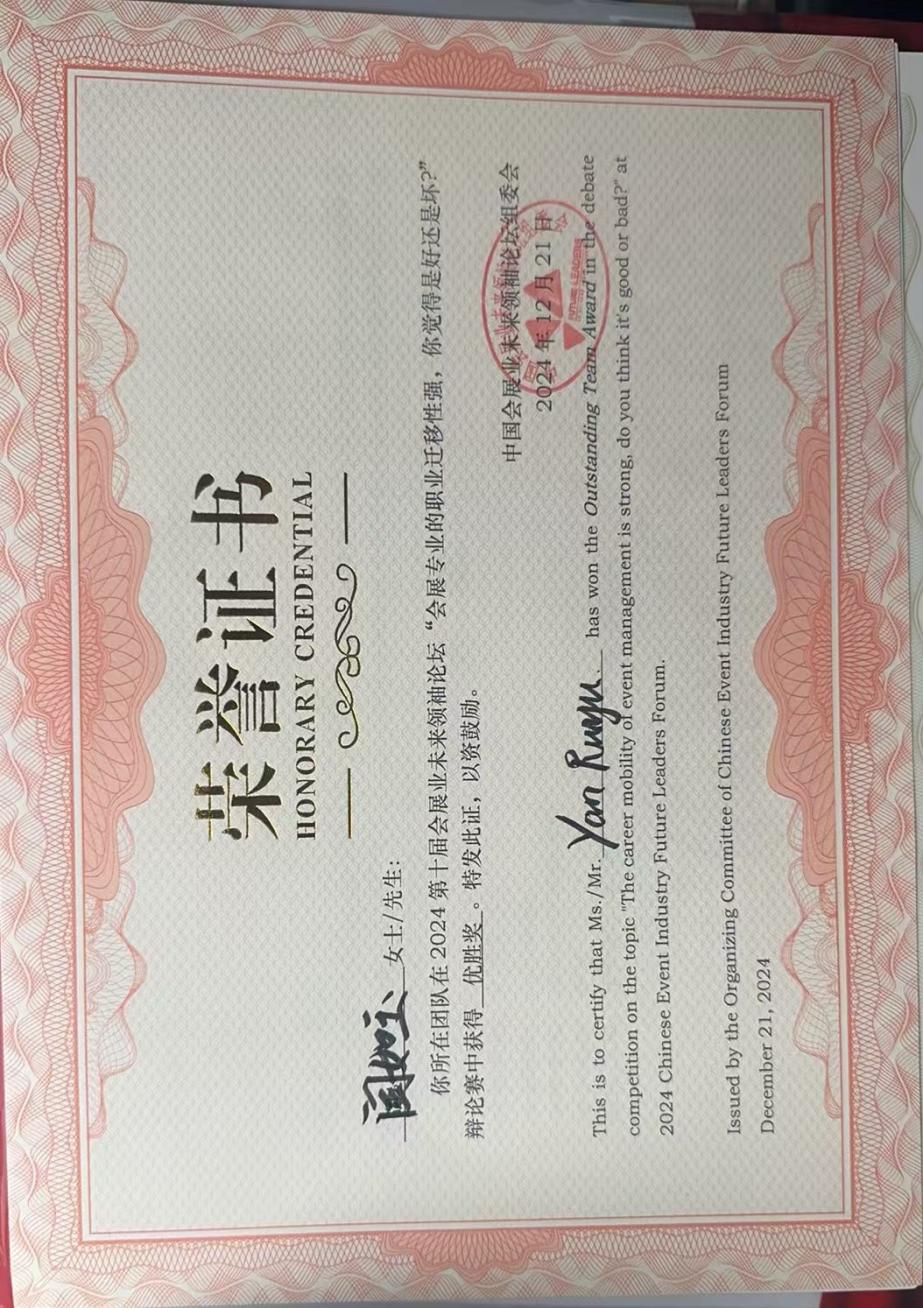 荣誉证书
HONORARY CREDENTIAL
女士/先生:
你所在团队在 2024 第十届会展业未来领袖论坛“会展专业的职业迁移性强，你觉得是好还是坏?”
辩论赛中获得 优胜奖 。特发此证，以资鼓励。
中国会展业未来领袖论坛组委会
2024 年 12 月 21 日
FUTURE LEADERS
This is to certify that Ms./Mr. Yan Ruyu. has won the Outstanding Team Award in the debate
competition on the topic "The career mobility of event management is strong, do you think it's good or bad?" at
2024 Chinese Event Industry Future Leaders Forum.
Issued by the Organizing Committee of Chinese Event Industry Future Leaders Forum
December 21, 2024